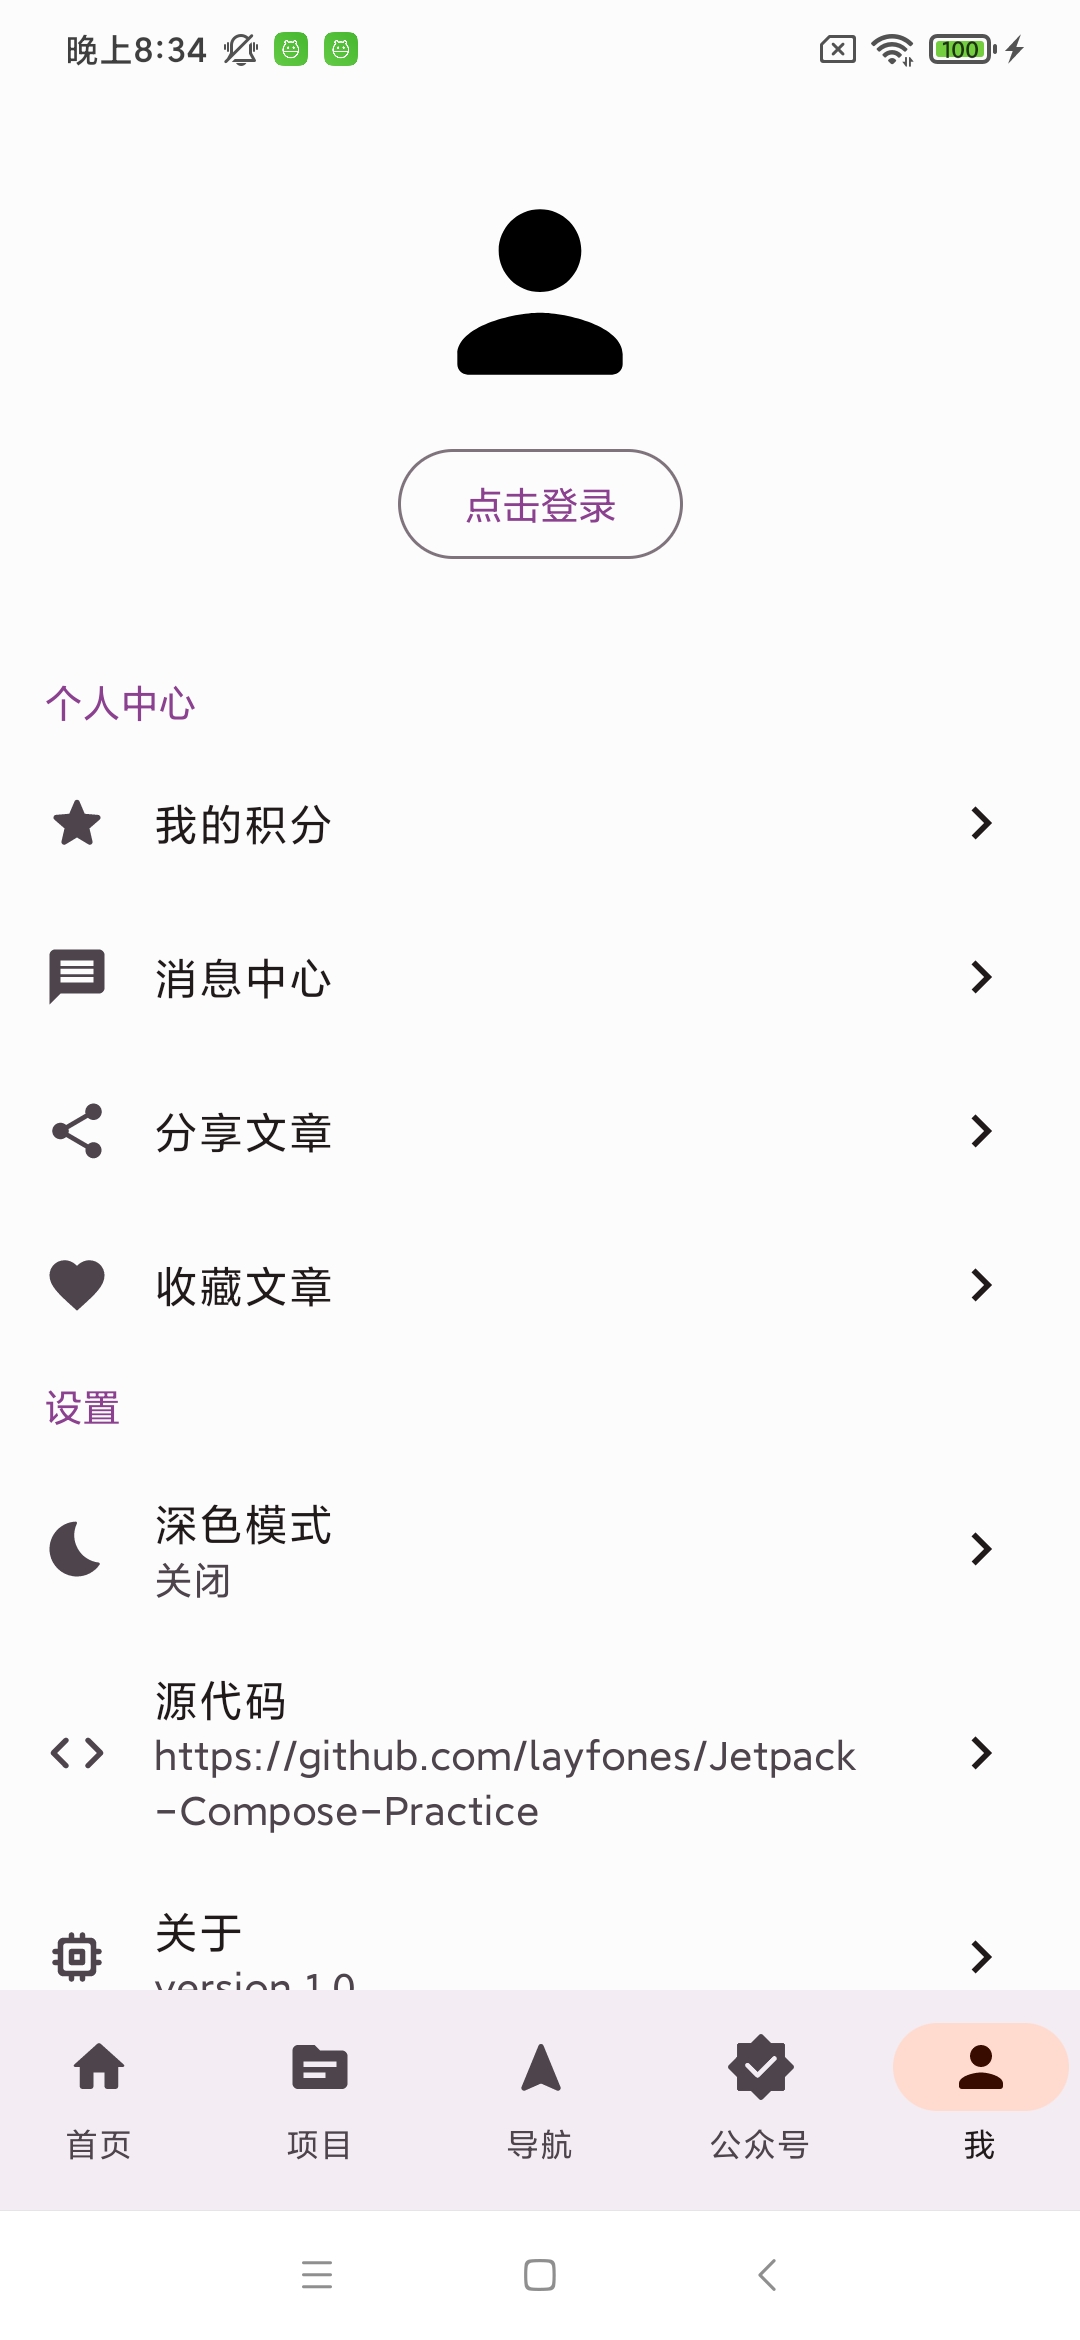 晚上8:34
100
点击登录
个人中心
我的积分
消息中心
分享文章
收藏文章
设置
深色模式
关闭
源代码
https://github.com/layfones/Jetpack
-Compose-Practice
关于
version 1.0
首页
项目
导航
公众号
我